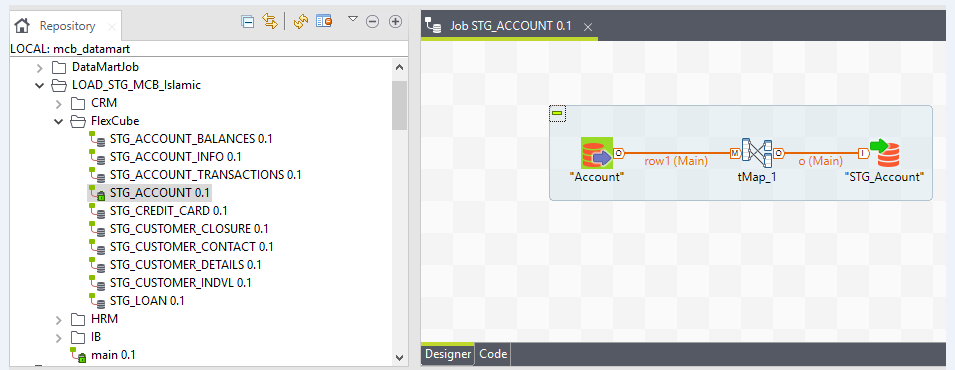 Repository
LOCAL: mcb_datamart
DataMartJob
LOAD_STG_MCB_Islamic
CRM
FlexCube
STG_ACCOUNT_BALANCES 0.1
STG_ACCOUNT_INFO 0.1
STG_ACCOUNT_TRANSACTIONS 0.1
STG_ACCOUNT 0.1
STG_CREDIT_CARD 0.1
STG_CUSTOMER_CLOSURE 0.1
STG_CUSTOMER_CONTACT 0.1
STG_CUSTOMER_DETAILS 0.1
STG_CUSTOMER_INDVL 0.1
STG_LOAN 0.1
HRM
IB
main 0.1
Job STG_ACCOUNT 0.1
O row1 (Main) M O o (Main) I
"Account" tMap_1 "STG_Account"
Designer Code